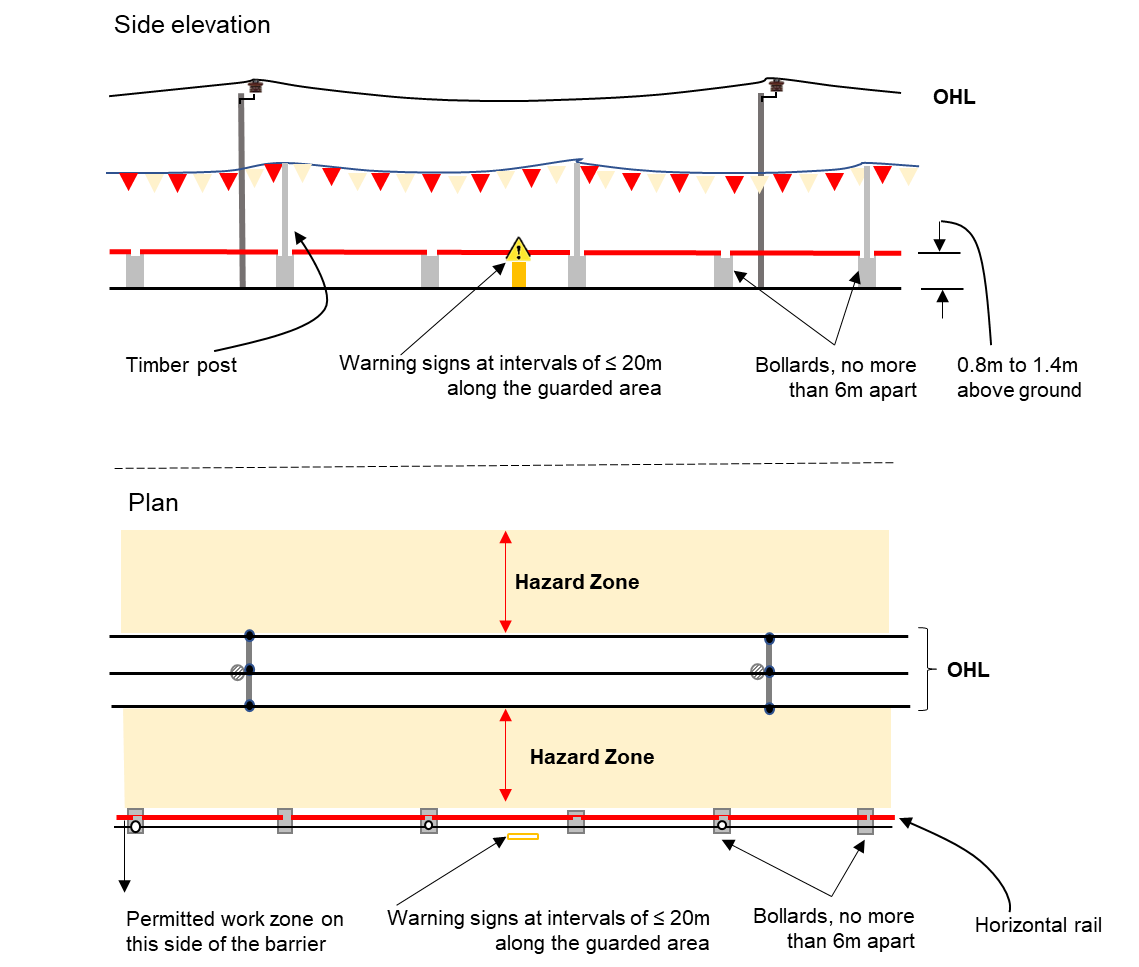 Side elevation
OHL
!
Timber post
Warning signs at intervals of ≤ 20m
along the guarded area
Bollards, no more
than 6m apart
0.8m to 1.4m
above ground
Plan
Hazard Zone
OHL
Hazard Zone
Permitted work zone on
this side of the barrier
Warning signs at intervals of ≤ 20m
along the guarded area
Bollards, no more
than 6m apart
Horizontal rail